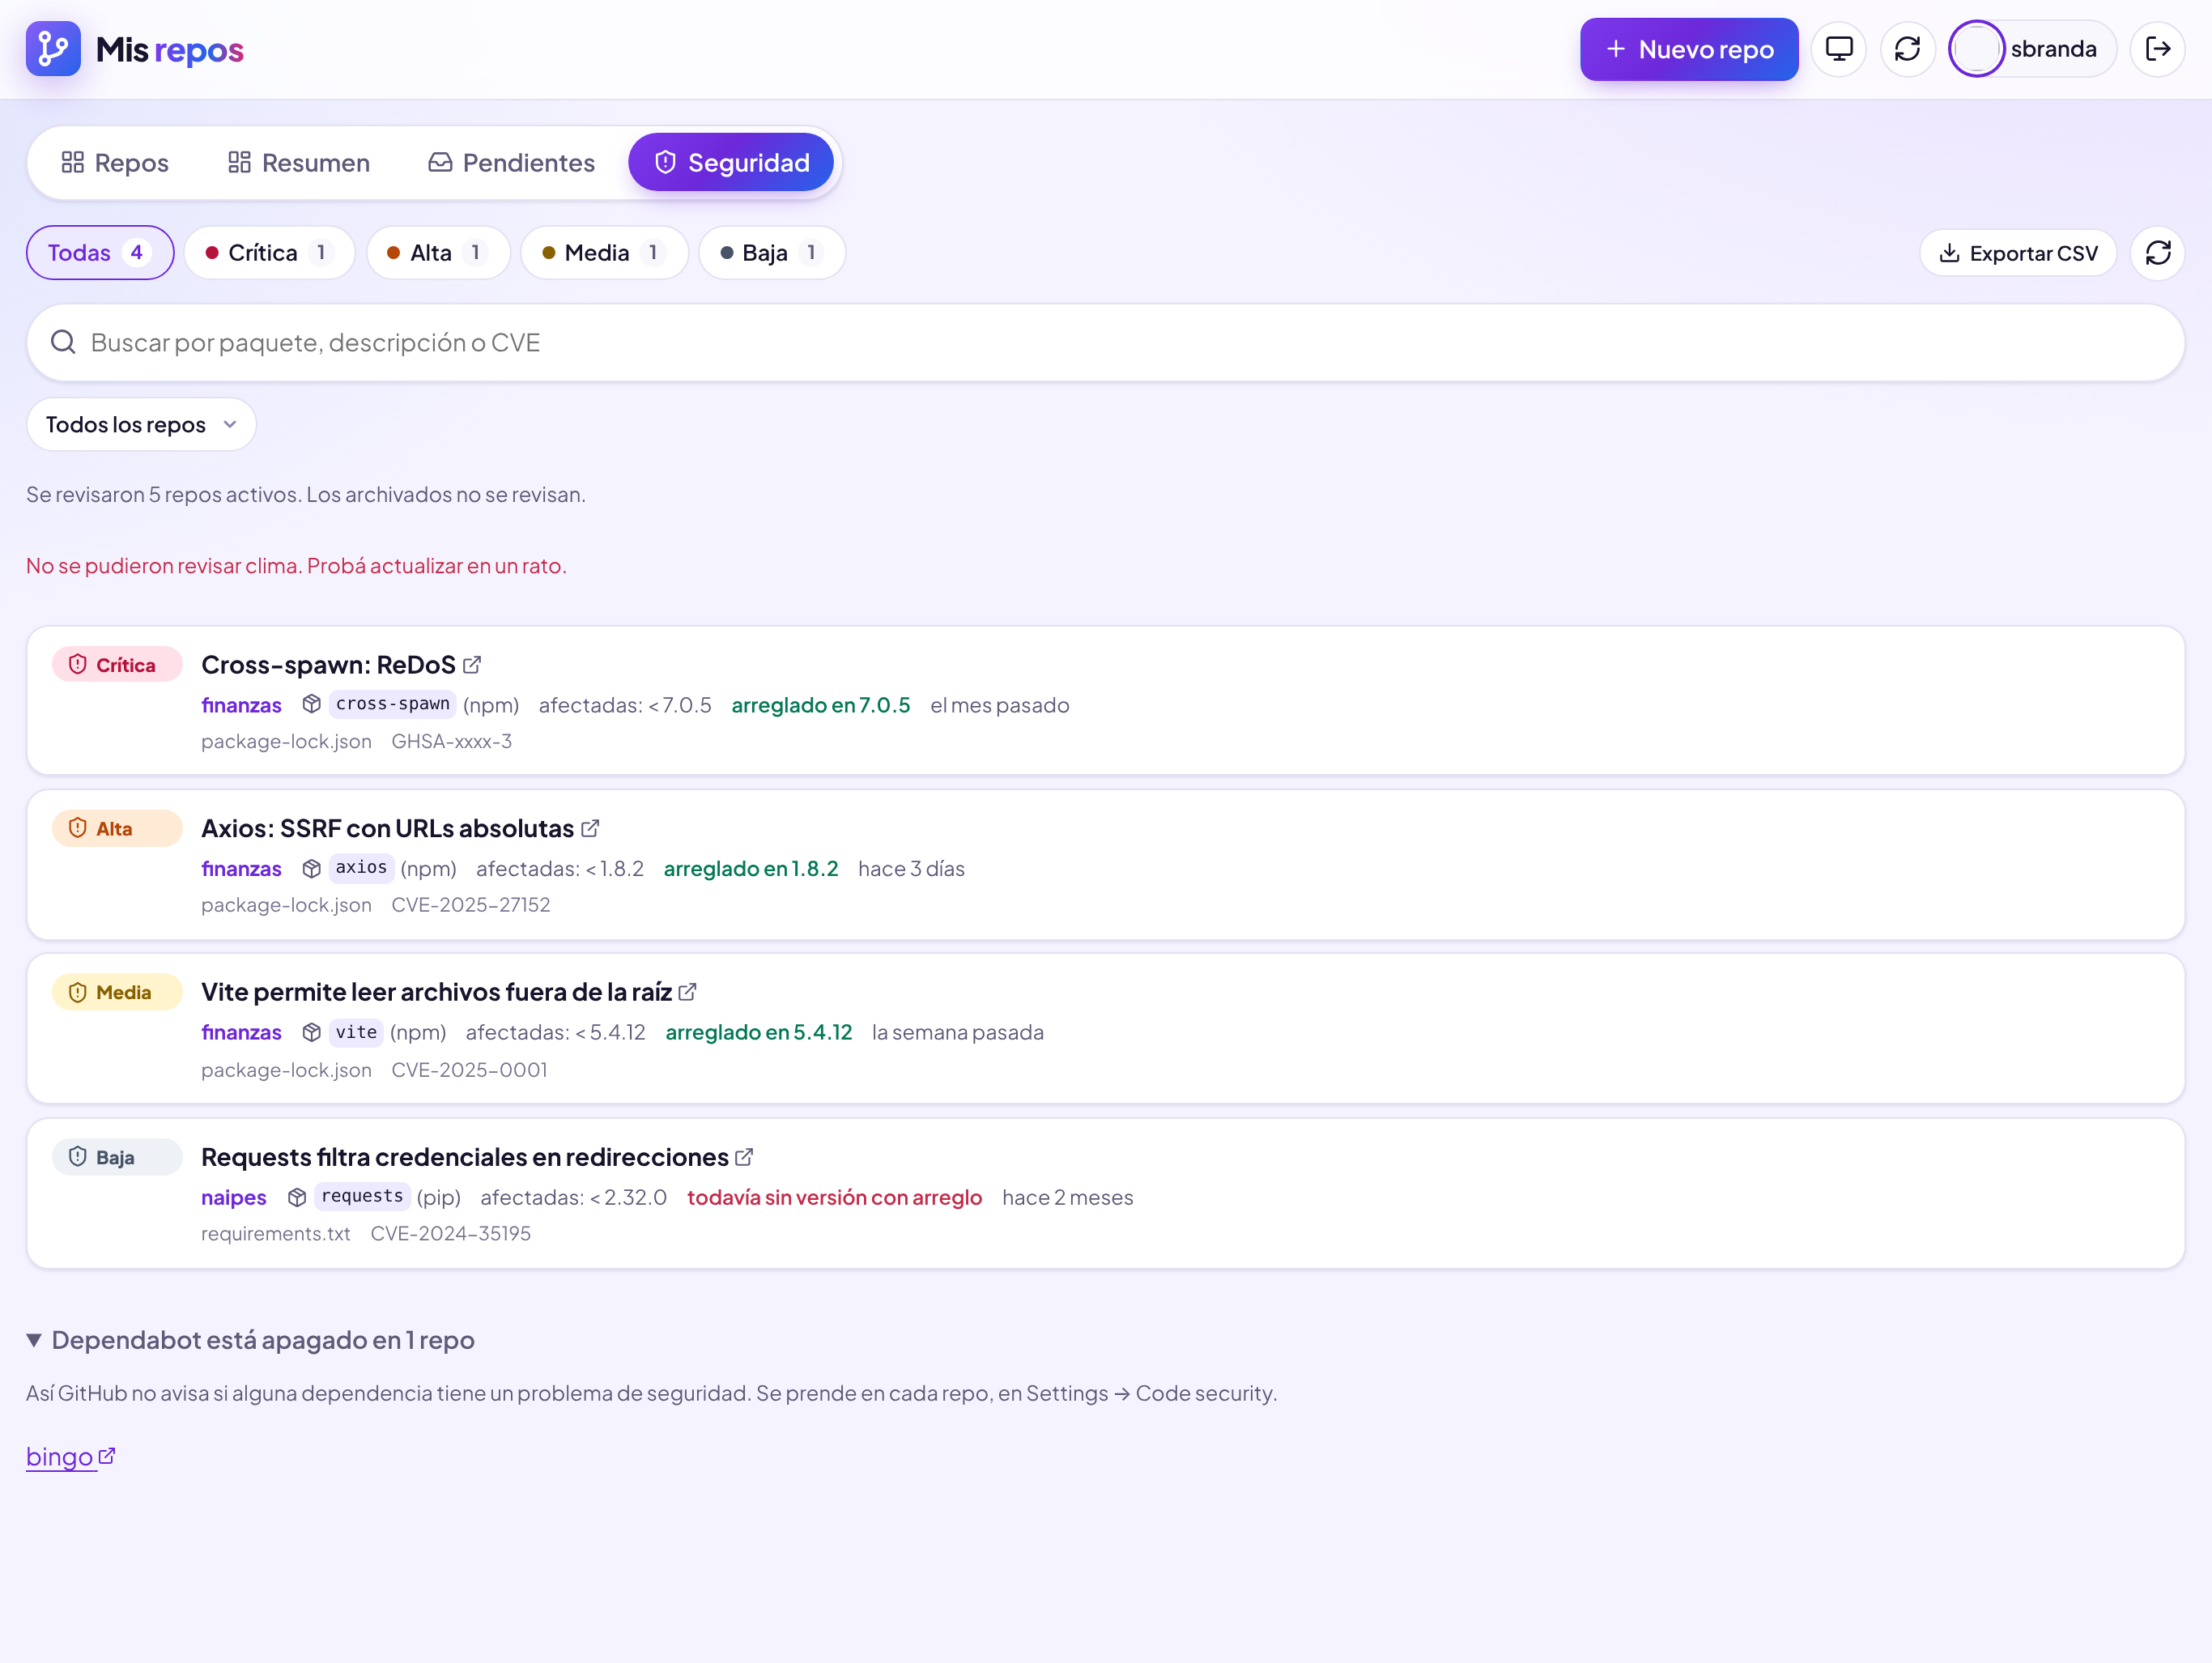 Mis repos
Nuevo repo
sbranda
Repos
Resumen
Pendientes
Seguridad
Todas 4
Crítica 1
Alta 1
Media 1
Baja 1
Exportar CSV
Buscar por paquete, descripción o CVE
Todos los repos
Se revisaron 5 repos activos. Los archivados no se revisan.
No se pudieron revisar clima. Probá actualizar en un rato.
Crítica
Cross-spawn: ReDoS
finanzas cross-spawn (npm) afectadas: < 7.0.5 arreglado en 7.0.5 el mes pasado
package-lock.json GHSA-xxxx-3
Alta
Axios: SSRF con URLs absolutas
finanzas axios (npm) afectadas: < 1.8.2 arreglado en 1.8.2 hace 3 días
package-lock.json CVE-2025-27152
Media
Vite permite leer archivos fuera de la raíz
finanzas vite (npm) afectadas: < 5.4.12 arreglado en 5.4.12 la semana pasada
package-lock.json CVE-2025-0001
Baja
Requests filtra credenciales en redirecciones
naipes requests (pip) afectadas: < 2.32.0 todavía sin versión con arreglo hace 2 meses
requirements.txt CVE-2024-35195
▼ Dependabot está apagado en 1 repo
Así GitHub no avisa si alguna dependencia tiene un problema de seguridad. Se prende en cada repo, en Settings → Code security.
bingo